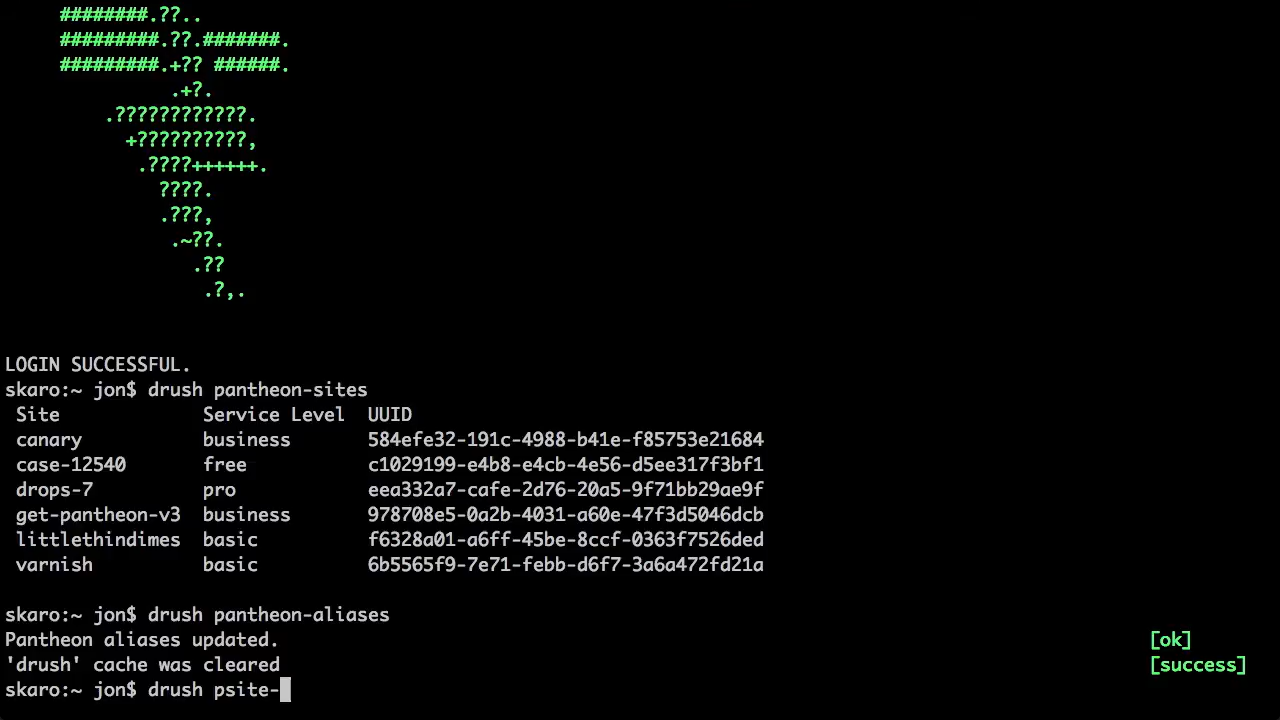 ########.??..
#########.??.#######.
#########.+?? ######.
.+?.
.????????????.
+??????????,
.????++++++.
????.
.???,
.~??.
.??
.?,.
LOGIN SUCCESSFUL.
skaro:~ jon$ drush pantheon-sites
Site Service Level UUID
canary business 584efe32-191c-4988-b41e-f85753e21684
case-12540 free c1029199-e4b8-e4cb-4e56-d5ee317f3bf1
drops-7 pro eea332a7-cafe-2d76-20a5-9f71bb29ae9f
get-pantheon-v3 business 978708e5-0a2b-4031-a60e-47f3d5046dcb
littlethindimes basic f6328a01-a6ff-45be-8ccf-0363f7526ded
varnish basic 6b5565f9-7e71-febb-d6f7-3a6a472fd21a
skaro:~ jon$ drush pantheon-aliases
Pantheon aliases updated. [ok]
'drush' cache was cleared [success]
skaro:~ jon$ drush psite-